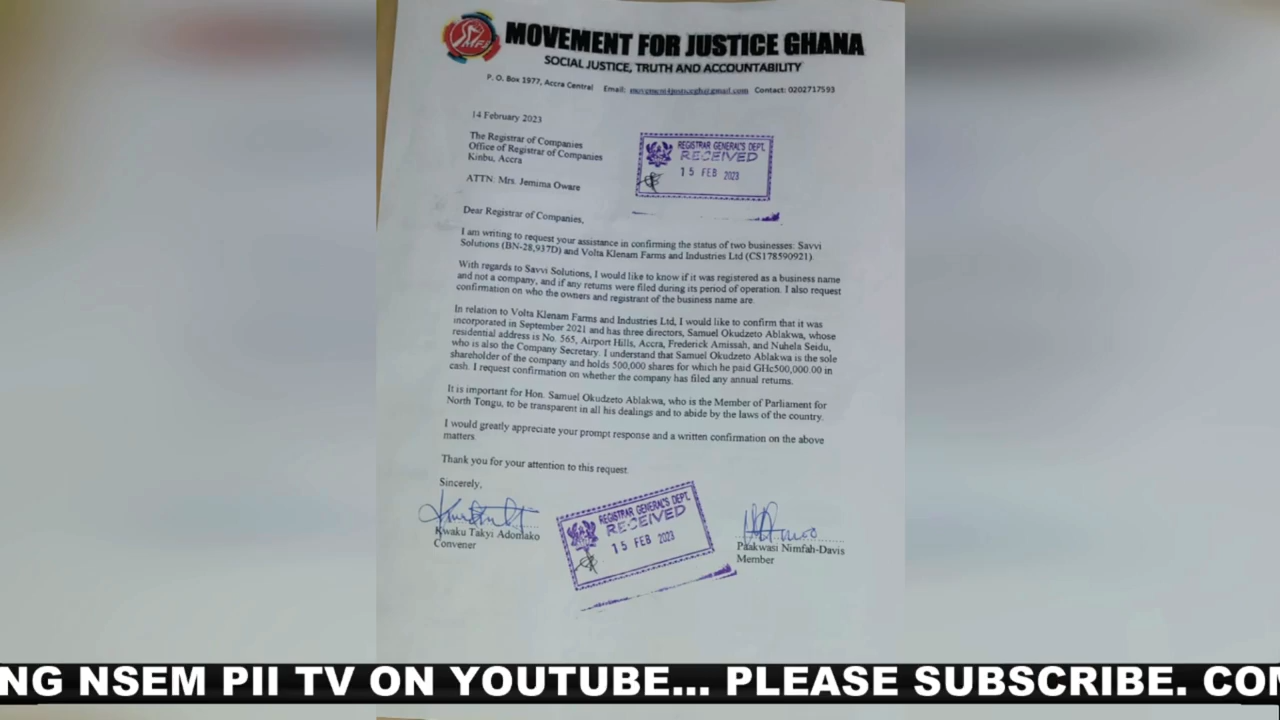 MFJ
MOVEMENT FOR JUSTICE GHANA
SOCIAL JUSTICE, TRUTH AND ACCOUNTABILITY
P. O. Box 1977, Accra Central Email: movement4justicegh@gmail.com Contact: 0202717593
14 February 2023
The Registrar of Companies
Office of Registrar of Companies
Kinbu, Accra
REGISTRAR GENERAL'S DEPT.
RECEIVED
15 FEB 2023
ATTN: Mrs. Jemima Oware
Dear Registrar of Companies,
I am writing to request your assistance in confirming the status of two businesses: Savvi
Solutions (BN-28,937D) and Volta Klenam Farms and Industries Ltd (CS178590921).
With regards to Savvi Solutions, I would like to know if it was registered as a business name
and not a company, and if any returns were filed during its period of operation. I also request
confirmation on who the owners and registrant of the business name are.
In relation to Volta Klenam Farms and Industries Ltd, I would like to confirm that it was
incorporated in September 2021 and has three directors, Samuel Okudzeto Ablakwa, whose
residential address is No. 565, Airport Hills, Accra, Frederick Amissah, and Nuhela Seidu,
who is also the Company Secretary. I understand that Samuel Okudzeto Ablakwa is the sole
shareholder of the company and holds 500,000 shares for which he paid GHc500,000.00 in
cash. I request confirmation on whether the company has filed any annual returns.
It is important for Hon. Samuel Okudzeto Ablakwa, who is the Member of Parliament for
North Tongu, to be transparent in all his dealings and to abide by the laws of the country.
I would greatly appreciate your prompt response and a written confirmation on the above
matters.
Thank you for your attention to this request.
Sincerely,
Kwaku Takyi Adomako
Convener
REGISTRAR GENERAL'S DEPT.
RECEIVED
15 FEB 2023
Paakwasi Nimfah-Davis
Member
NG NSEM PII TV ON YOUTUBE... PLEASE SUBSCRIBE. COM